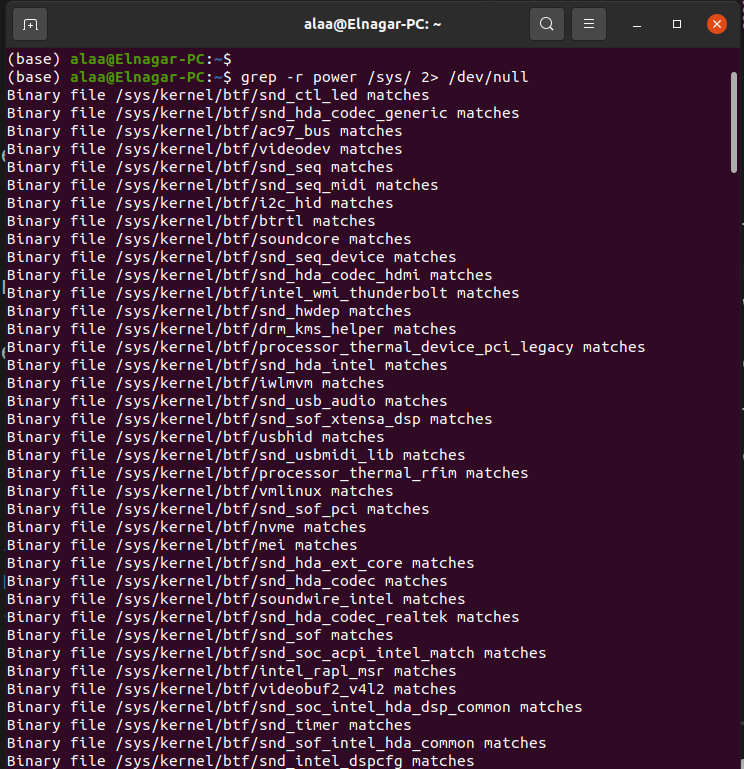 alaa@Elnagar-PC: ~
(base) alaa@Elnagar-PC:~$
(base) alaa@Elnagar-PC:~$ grep -r power /sys/ 2> /dev/null
Binary file /sys/kernel/btf/snd_ctl_led matches
Binary file /sys/kernel/btf/snd_hda_codec_generic matches
Binary file /sys/kernel/btf/ac97_bus matches
Binary file /sys/kernel/btf/videodev matches
Binary file /sys/kernel/btf/snd_seq matches
Binary file /sys/kernel/btf/snd_seq_midi matches
Binary file /sys/kernel/btf/i2c_hid matches
Binary file /sys/kernel/btf/btrtl matches
Binary file /sys/kernel/btf/soundcore matches
Binary file /sys/kernel/btf/snd_seq_device matches
Binary file /sys/kernel/btf/snd_hda_codec_hdmi matches
Binary file /sys/kernel/btf/intel_wmi_thunderbolt matches
Binary file /sys/kernel/btf/snd_hwdep matches
Binary file /sys/kernel/btf/drm_kms_helper matches
Binary file /sys/kernel/btf/processor_thermal_device_pci_legacy matches
Binary file /sys/kernel/btf/snd_hda_intel matches
Binary file /sys/kernel/btf/iwlmvm matches
Binary file /sys/kernel/btf/snd_usb_audio matches
Binary file /sys/kernel/btf/snd_sof_xtensa_dsp matches
Binary file /sys/kernel/btf/usbhid matches
Binary file /sys/kernel/btf/snd_usbmidi_lib matches
Binary file /sys/kernel/btf/processor_thermal_rfim matches
Binary file /sys/kernel/btf/vmlinux matches
Binary file /sys/kernel/btf/snd_sof_pci matches
Binary file /sys/kernel/btf/nvme matches
Binary file /sys/kernel/btf/mei matches
Binary file /sys/kernel/btf/snd_hda_ext_core matches
Binary file /sys/kernel/btf/snd_hda_codec matches
Binary file /sys/kernel/btf/soundwire_intel matches
Binary file /sys/kernel/btf/snd_hda_codec_realtek matches
Binary file /sys/kernel/btf/snd_sof matches
Binary file /sys/kernel/btf/snd_soc_acpi_intel_match matches
Binary file /sys/kernel/btf/intel_rapl_msr matches
Binary file /sys/kernel/btf/videobuf2_v4l2 matches
Binary file /sys/kernel/btf/snd_soc_intel_hda_dsp_common matches
Binary file /sys/kernel/btf/snd_timer matches
Binary file /sys/kernel/btf/snd_sof_intel_hda_common matches
Binary file /sys/kernel/btf/snd_intel_dspcfg matches